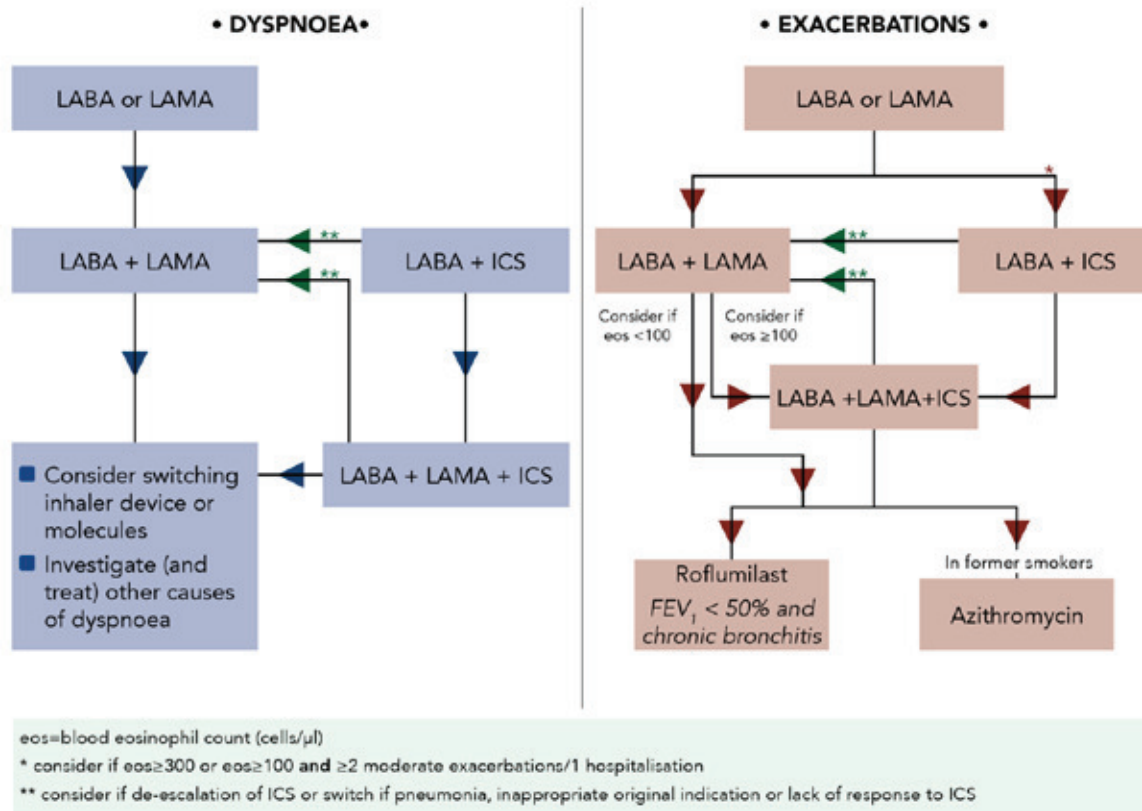 • DYSPNOEA•
LABA or LAMA
LABA + LAMA
**
**
LABA + ICS
LABA + LAMA + ICS
Consider switching
inhaler device or
molecules
Investigate (and
treat) other causes
of dyspnoea
• EXACERBATIONS •
LABA or LAMA
*
LABA + LAMA
**
**
LABA + ICS
Consider if
eos <100
Consider if
eos ≥100
LABA +LAMA+ICS
Roflumilast
FEV₁ < 50% and
chronic bronchitis
In former smokers
Azithromycin
eos=blood eosinophil count (cells/µl)
* consider if eos≥300 or eos≥100 and ≥2 moderate exacerbations/1 hospitalisation
** consider if de-escalation of ICS or switch if pneumonia, inappropriate original indication or lack of response to ICS